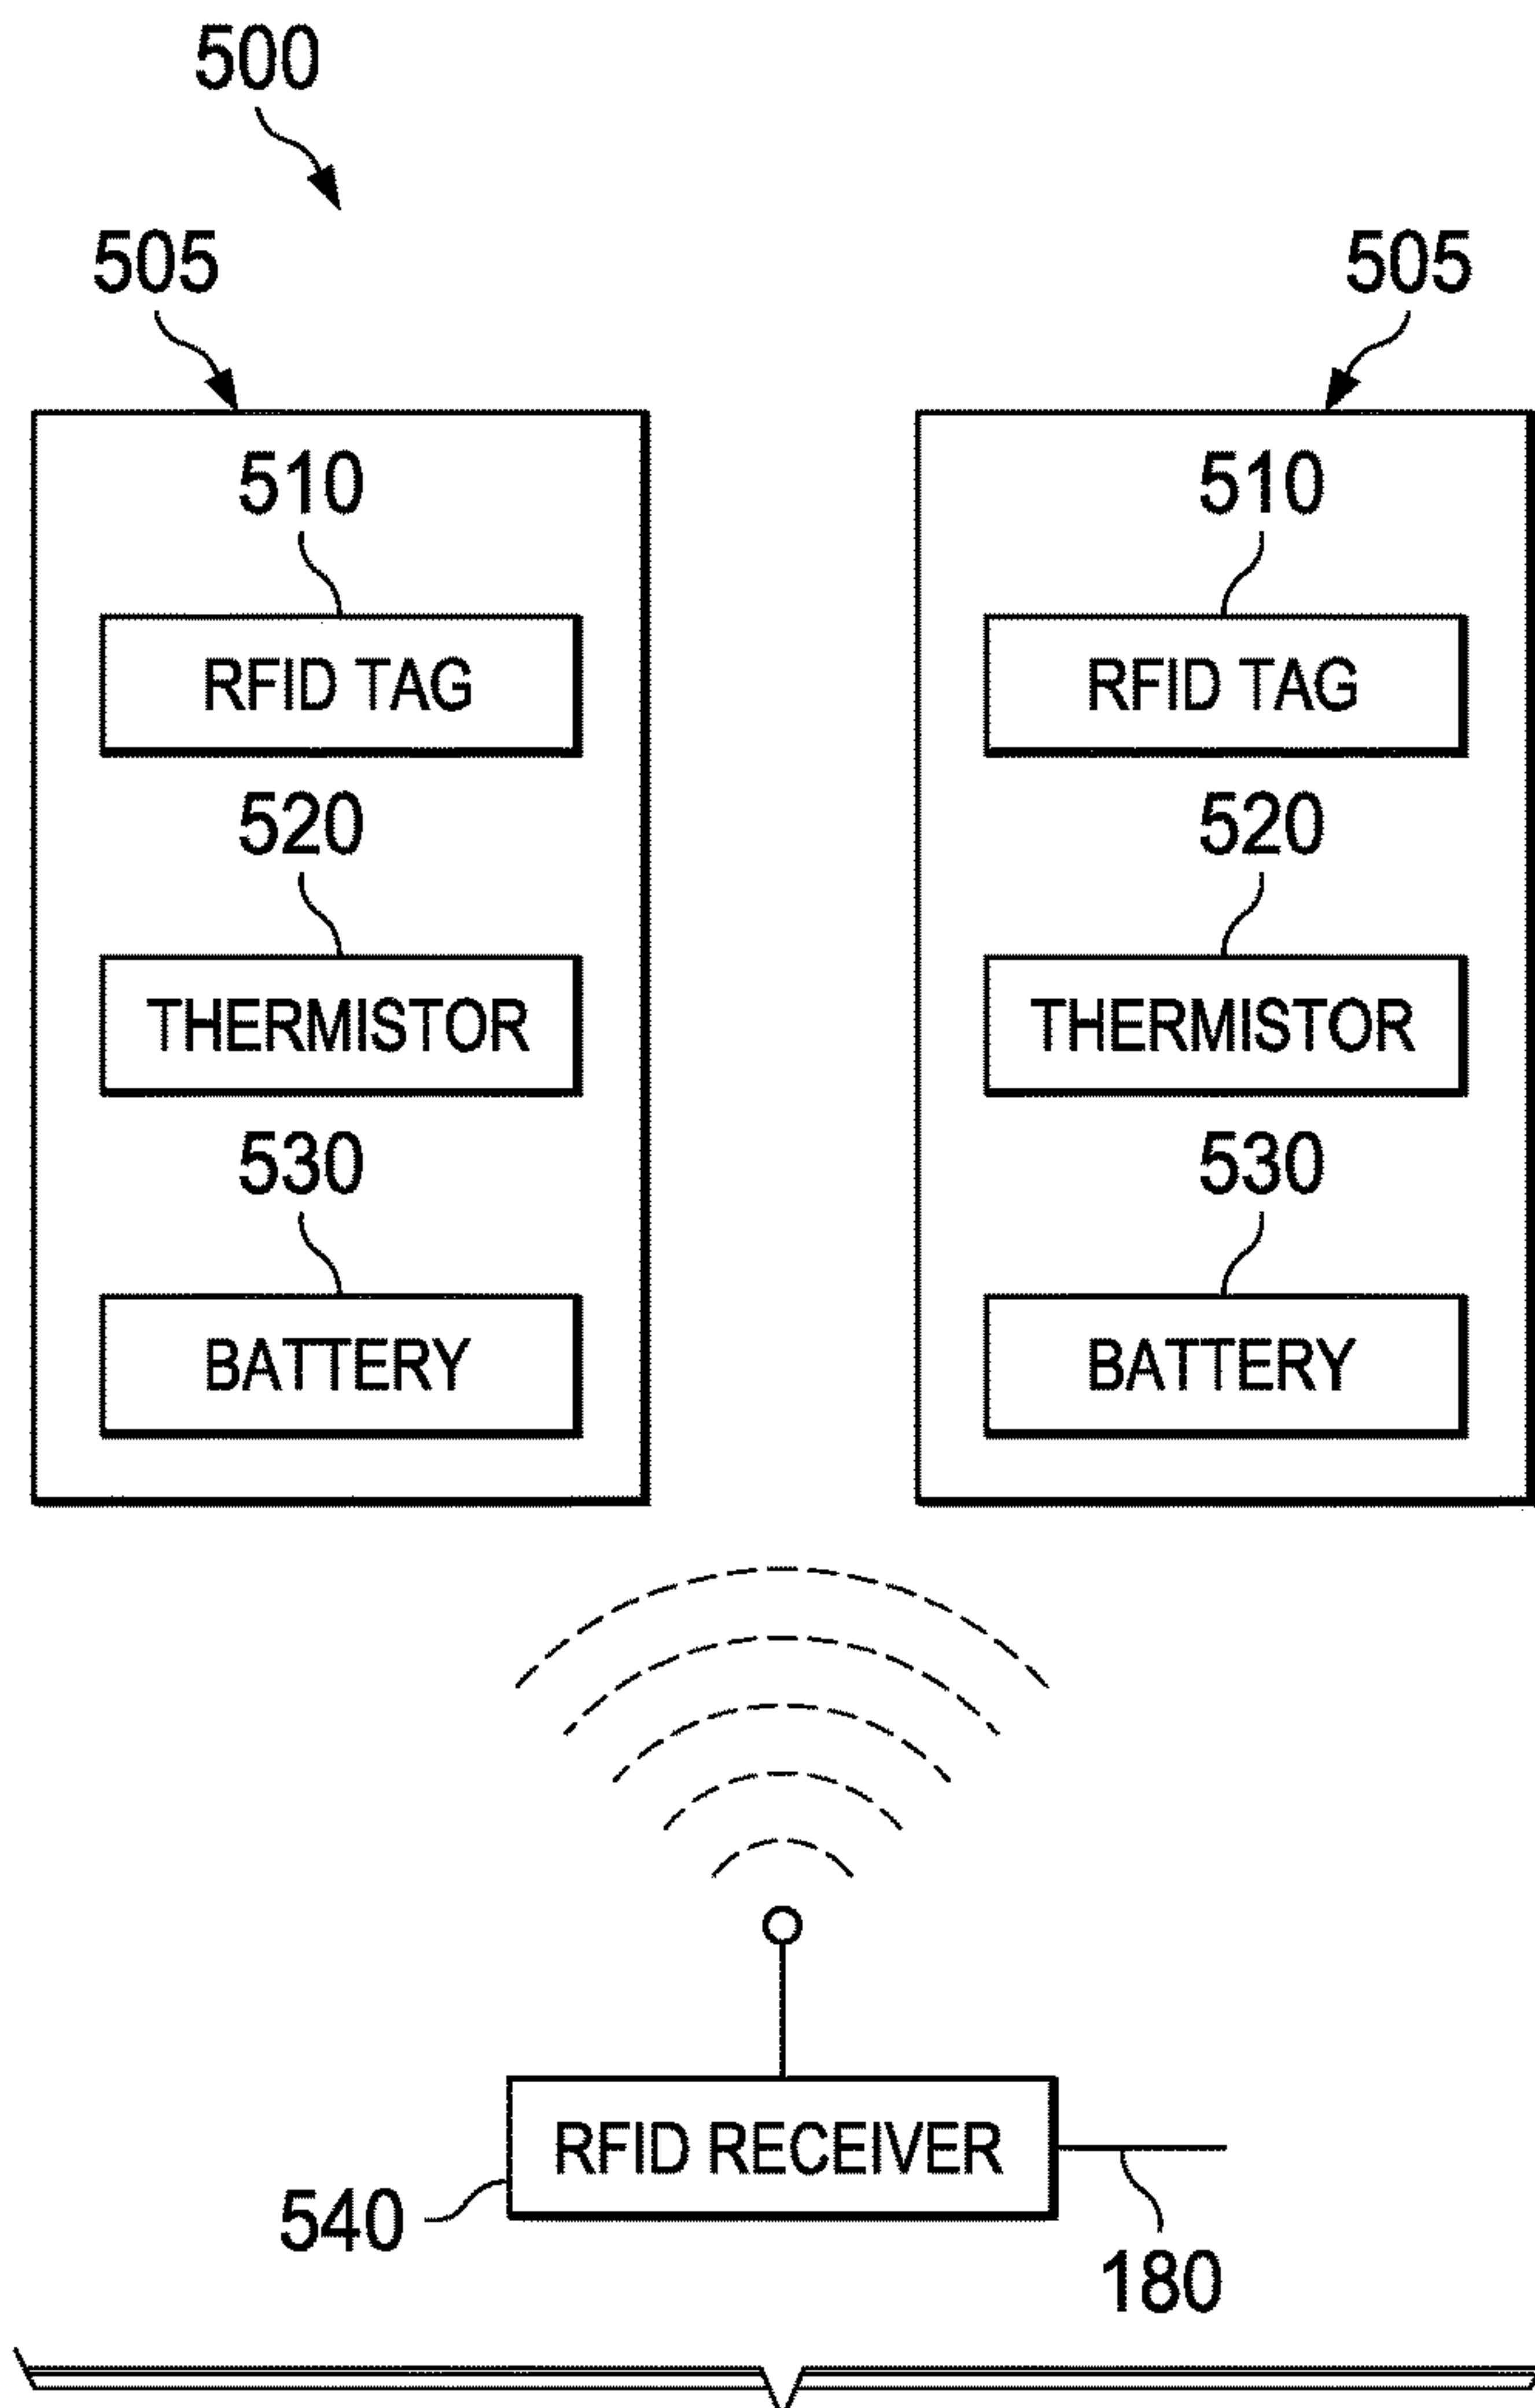 500
505 505
510 510
RFID TAG RFID TAG
520 520
THERMISTOR THERMISTOR
530 530
BATTERY BATTERY
RFID RECEIVER
540
180